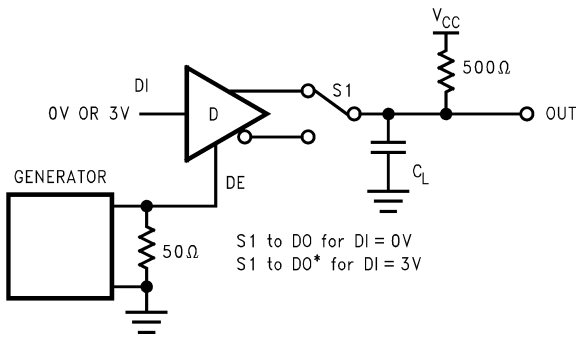 VCC
500Ω
DI
S1
0V OR 3V
D
OUT
CL
GENERATOR
DE
50Ω
S1 to DO for DI = 0V
S1 to DO* for DI = 3V